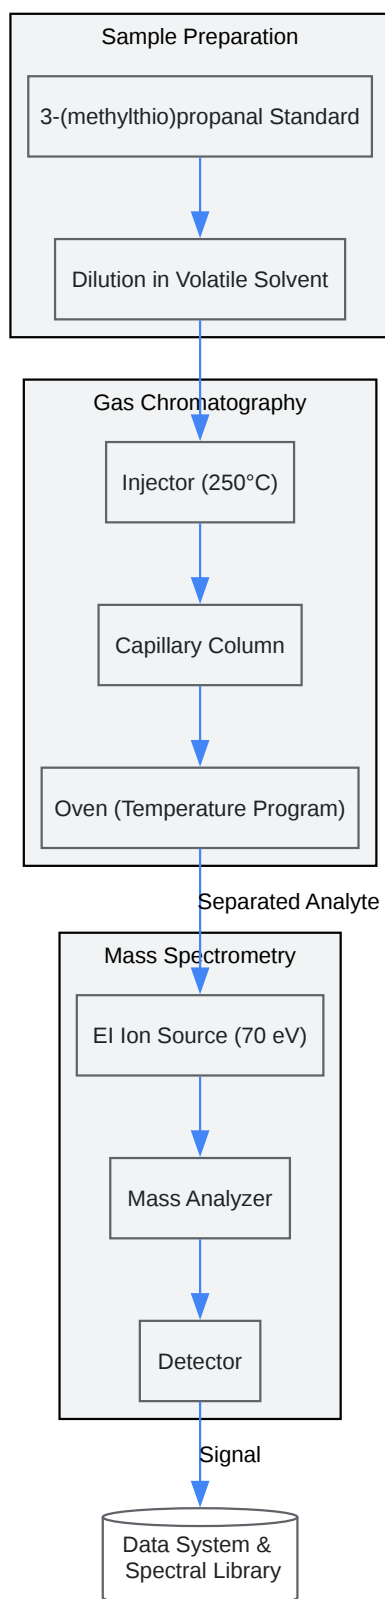 Sample Preparation
3-(methylthio)propanal Standard
Dilution in Volatile Solvent
Gas Chromatography
Injector (250°C)
Capillary Column
Oven (Temperature Program)
Separated Analyte
Mass Spectrometry
EI Ion Source (70 eV)
Mass Analyzer
Detector
Signal
Data System &
Spectral Library